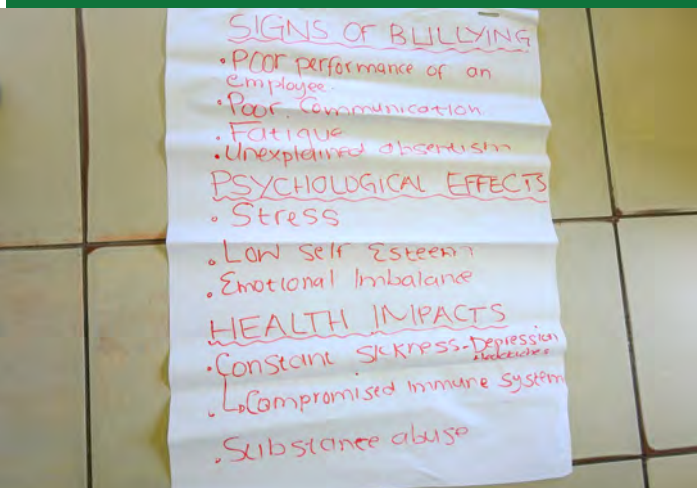 SIGNS OF BULLYING
• Poor performance of an
employee.
• Poor Communication
• Fatigue
• Unexplained absentism
PSYCHOLOGICAL EFFECTS
• Stress
• Low Self Esteem
• Emotional Imbalance
HEALTH IMPACTS
• Constant Sickness - Depression
• ↳ Compromised immune system
• Substance abuse